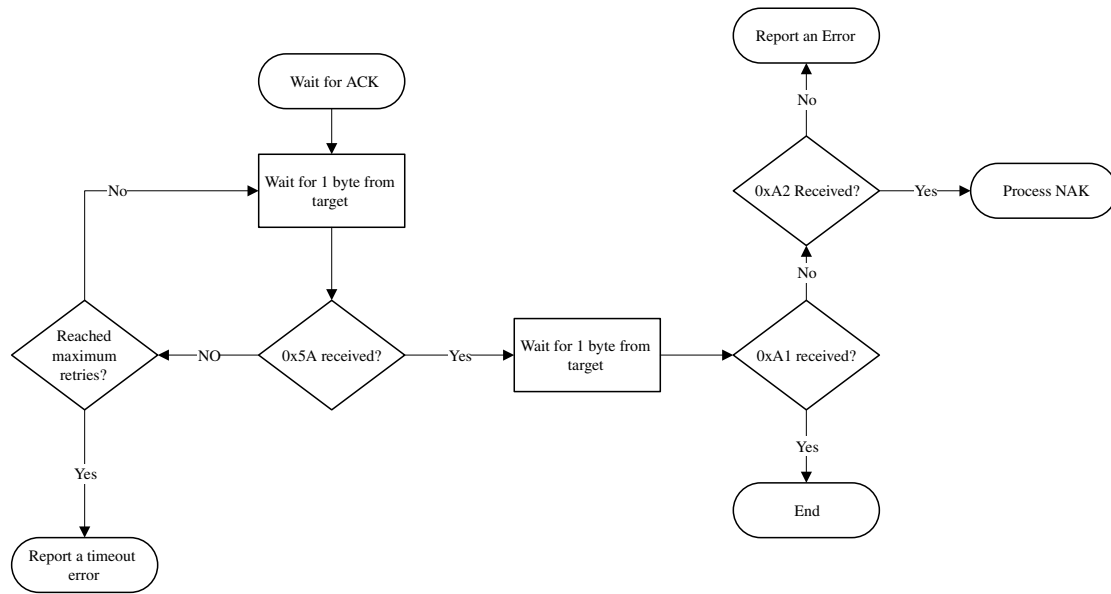 Report an Error
Wait for ACK
No
Wait for 1 byte from
target
No
0xA2 Received?
Yes
Process NAK
No
Reached
maximum
retries?
NO
0x5A received?
Yes
Wait for 1 byte from
target
0xA1 received?
Yes
Yes
End
Report a timeout
error